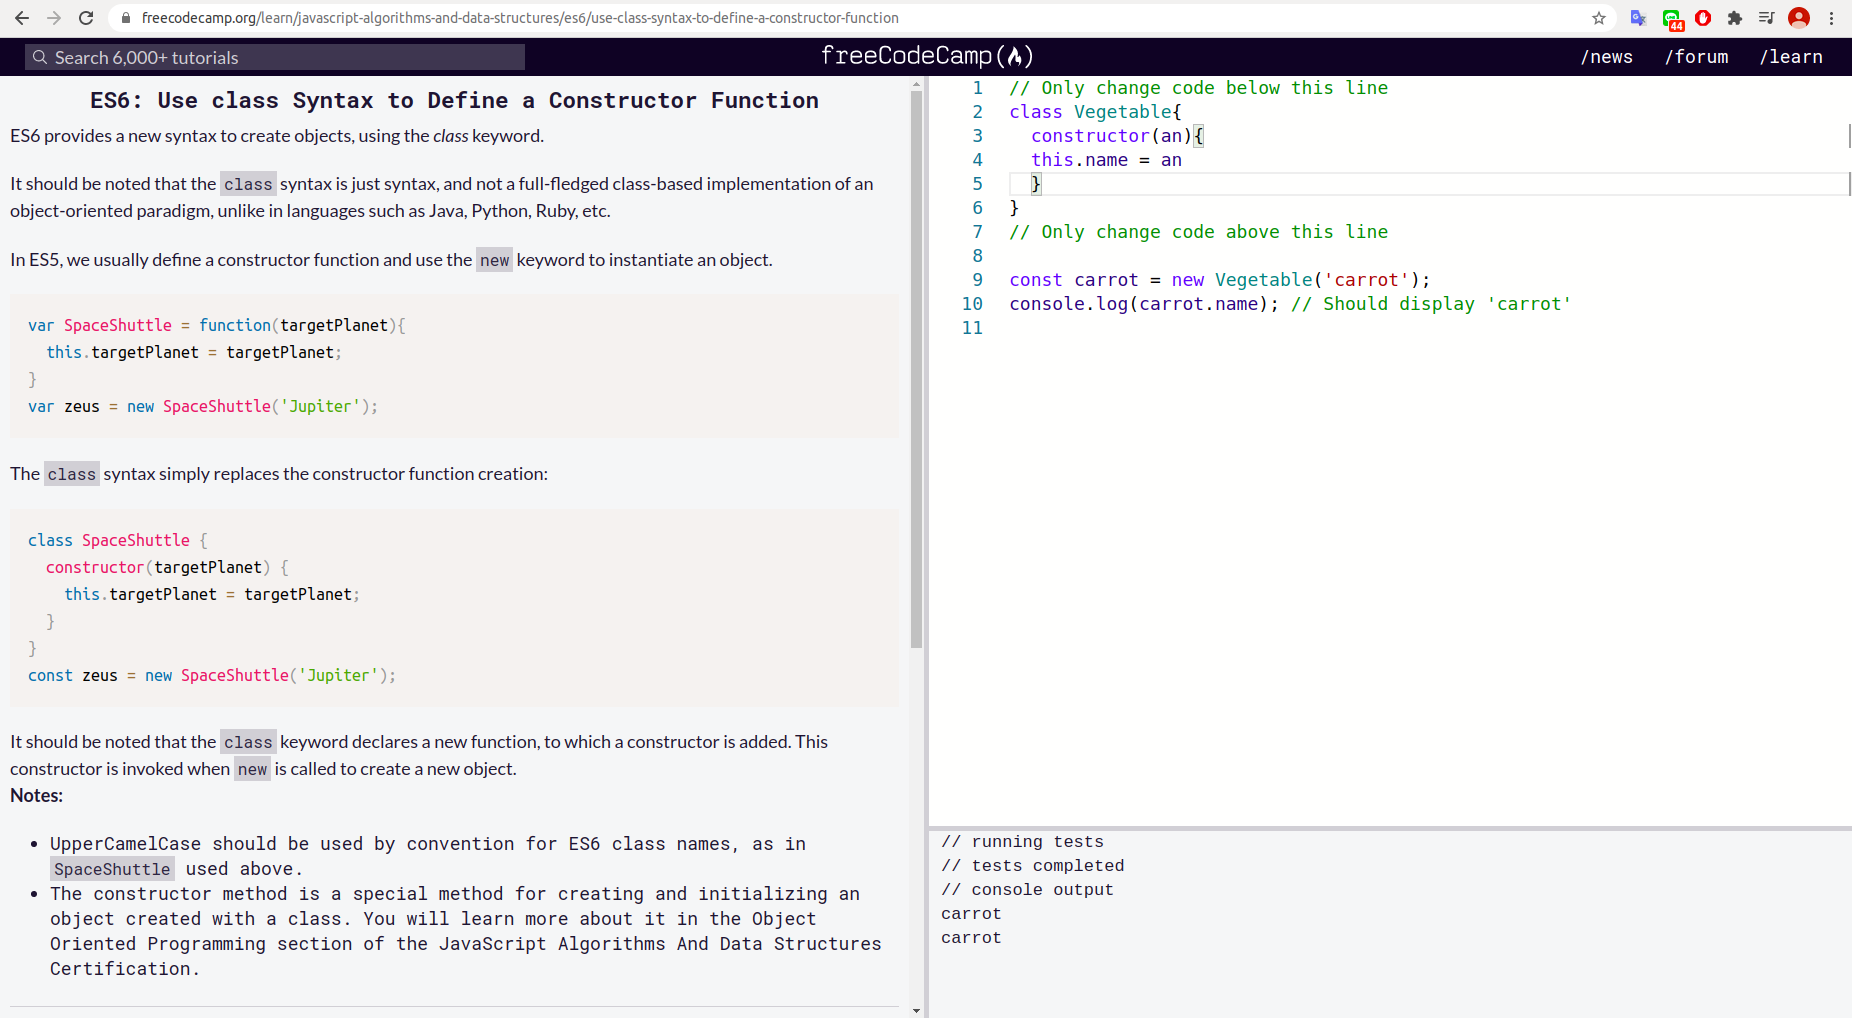 freecodecamp.org/learn/javascript-algorithms-and-data-structures/es6/use-class-syntax-to-define-a-constructor-function
44
Search 6,000+ tutorials
freeCodeCamp
/news
/forum
/learn
ES6: Use class Syntax to Define a Constructor Function
ES6 provides a new syntax to create objects, using the class keyword.
It should be noted that the class syntax is just syntax, and not a full-fledged class-based implementation of an
object-oriented paradigm, unlike in languages such as Java, Python, Ruby, etc.
In ES5, we usually define a constructor function and use the new keyword to instantiate an object.
var SpaceShuttle = function(targetPlanet){
  this.targetPlanet = targetPlanet;
}
var zeus = new SpaceShuttle('Jupiter');
The class syntax simply replaces the constructor function creation:
class SpaceShuttle {
  constructor(targetPlanet) {
    this.targetPlanet = targetPlanet;
  }
}
const zeus = new SpaceShuttle('Jupiter');
It should be noted that the class keyword declares a new function, to which a constructor is added. This
constructor is invoked when new is called to create a new object.
Notes:
• UpperCamelCase should be used by convention for ES6 class names, as in
SpaceShuttle used above.
• The constructor method is a special method for creating and initializing an
object created with a class. You will learn more about it in the Object
Oriented Programming section of the JavaScript Algorithms And Data Structures
Certification.
1 // Only change code below this line
2 class Vegetable{
3   constructor(an){
4   this.name = an
5   }
6 }
7 // Only change code above this line
8
9 const carrot = new Vegetable('carrot');
10 console.log(carrot.name); // Should display 'carrot'
11
// running tests
// tests completed
// console output
carrot
carrot